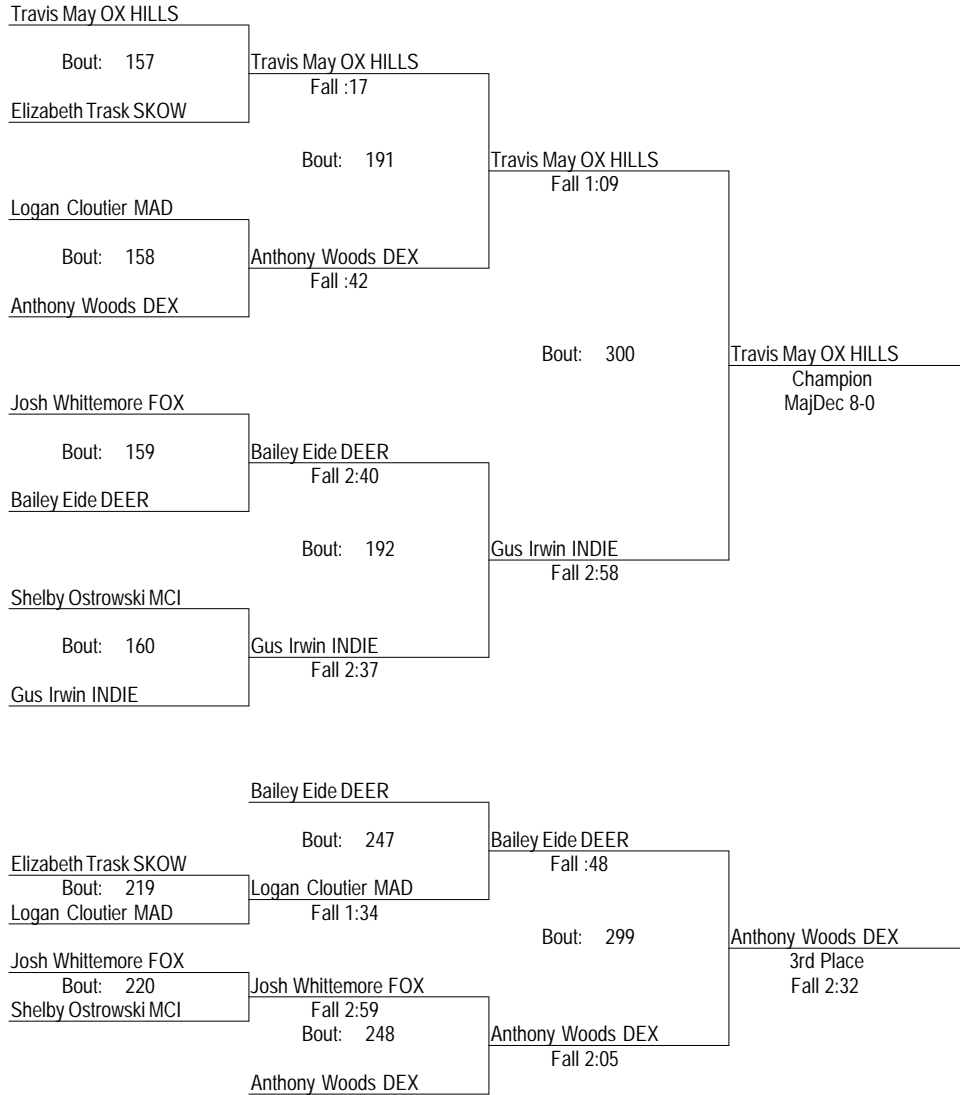 Travis May OX HILLS
Bout: 157
Travis May OX HILLS
Fall :17
Elizabeth Trask SKOW
Bout: 191
Travis May OX HILLS
Fall 1:09
Logan Cloutier MAD
Bout: 158
Anthony Woods DEX
Fall :42
Anthony Woods DEX
Bout: 300
Travis May OX HILLS
Champion
MajDec 8-0
Josh Whittemore FOX
Bout: 159
Bailey Eide DEER
Fall 2:40
Bailey Eide DEER
Bout: 192
Gus Irwin INDIE
Fall 2:58
Shelby Ostrowski MCI
Bout: 160
Gus Irwin INDIE
Fall 2:37
Gus Irwin INDIE
Bailey Eide DEER
Bout: 247
Bailey Eide DEER
Fall :48
Elizabeth Trask SKOW
Bout: 219
Logan Cloutier MAD
Fall 1:34
Logan Cloutier MAD
Bout: 299
Anthony Woods DEX
3rd Place
Fall 2:32
Josh Whittemore FOX
Bout: 220
Josh Whittemore FOX
Fall 2:59
Shelby Ostrowski MCI
Bout: 248
Anthony Woods DEX
Fall 2:05
Anthony Woods DEX